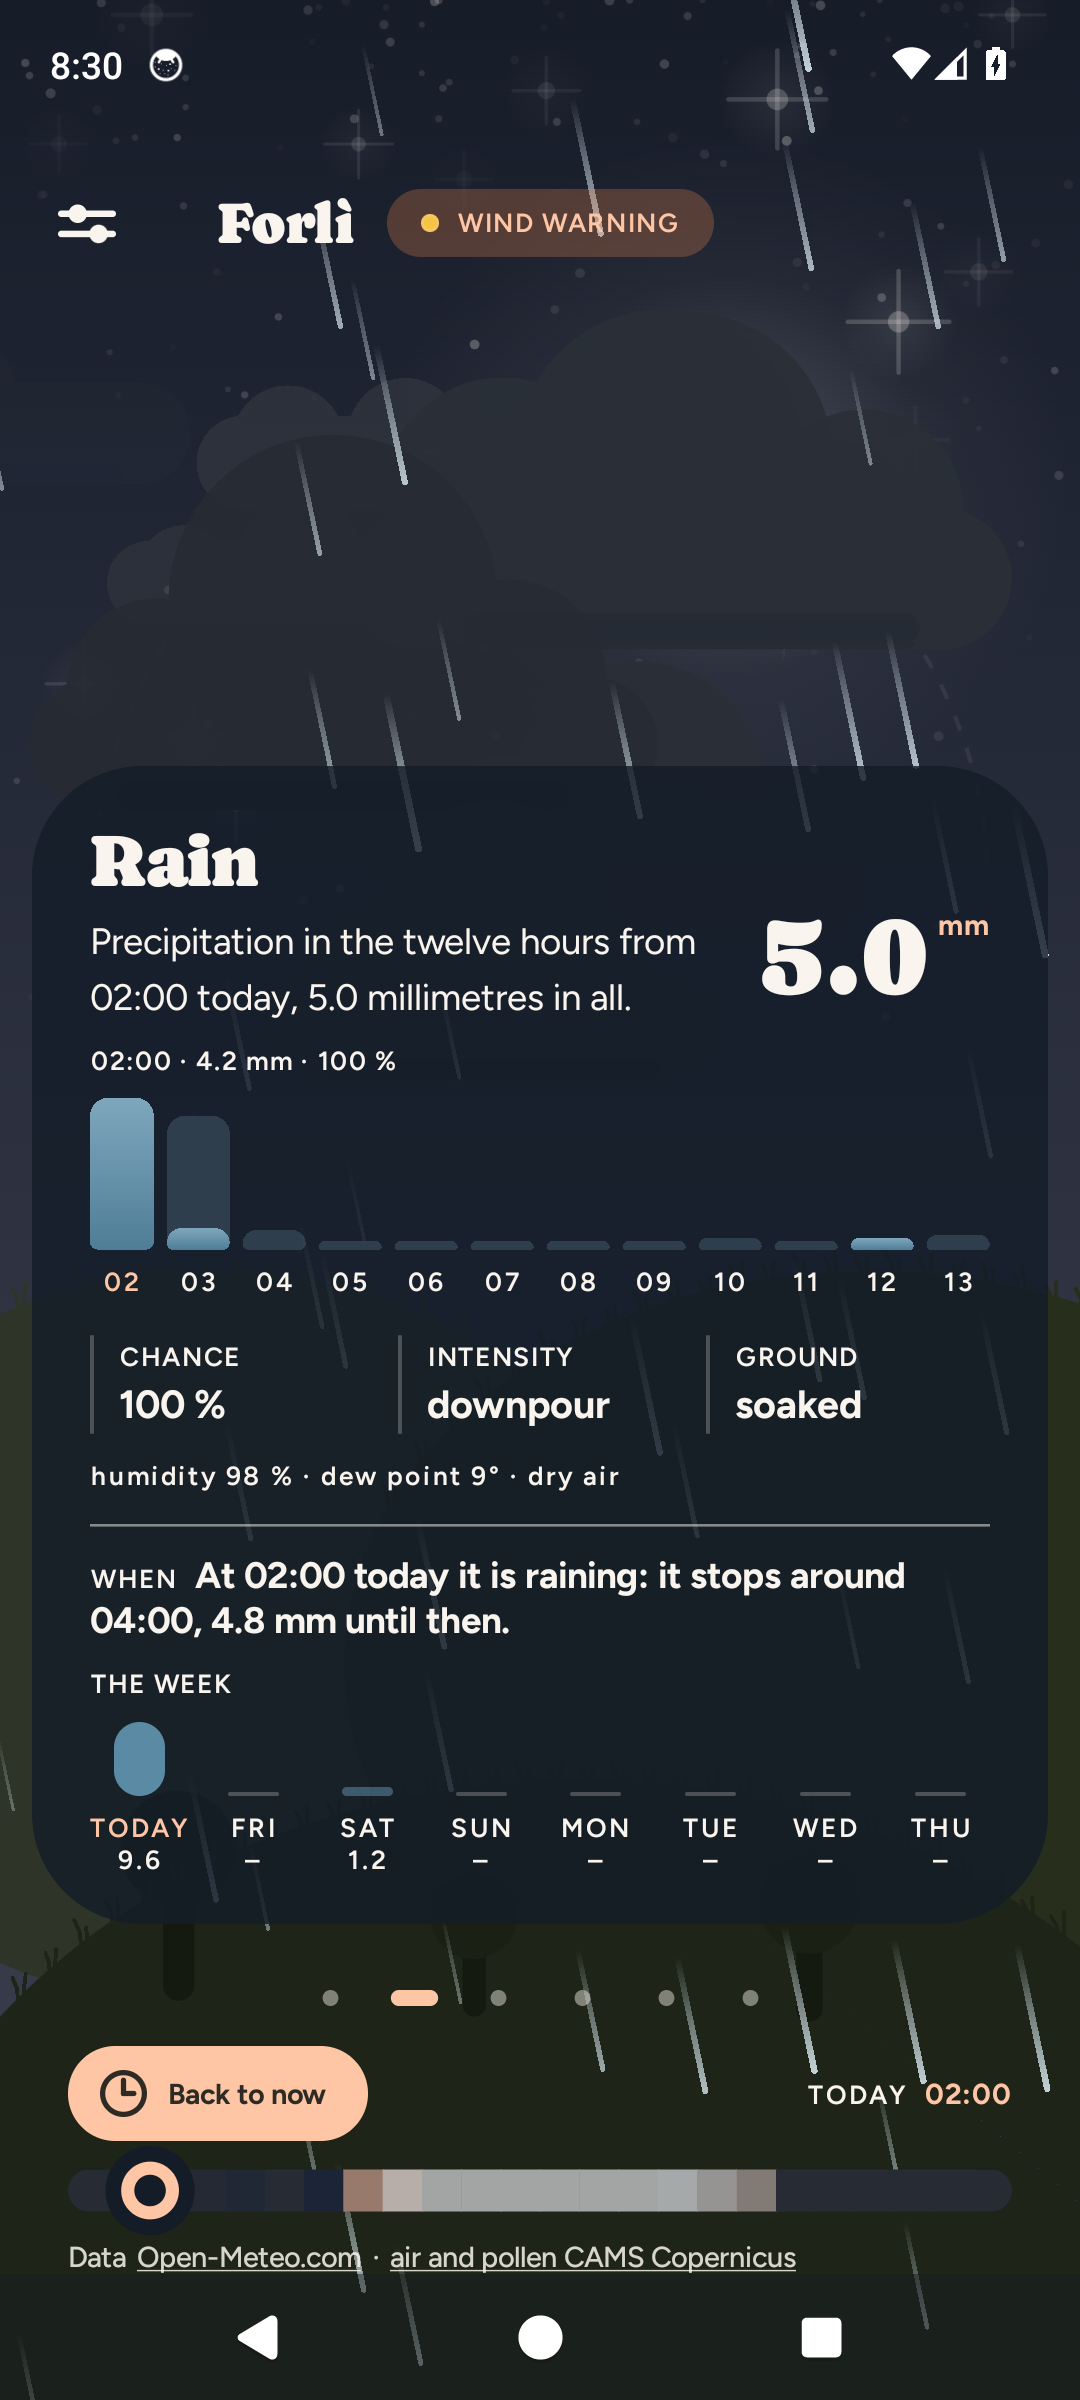 8:30
Forlì
WIND WARNING
Rain
Precipitation in the twelve hours from
02:00 today, 5.0 millimetres in all.
5.0 mm
02:00 · 4.2 mm · 100 %
02 03 04 05 06 07 08 09 10 11 12 13
CHANCE INTENSITY GROUND
100 % downpour soaked
humidity 98 % · dew point 9° · dry air
WHEN At 02:00 today it is raining: it stops around
04:00, 4.8 mm until then.
THE WEEK
TODAY FRI SAT SUN MON TUE WED THU
9.6 – 1.2 – – – – –
Back to now
TODAY 02:00
Data Open-Meteo.com · air and pollen CAMS Copernicus